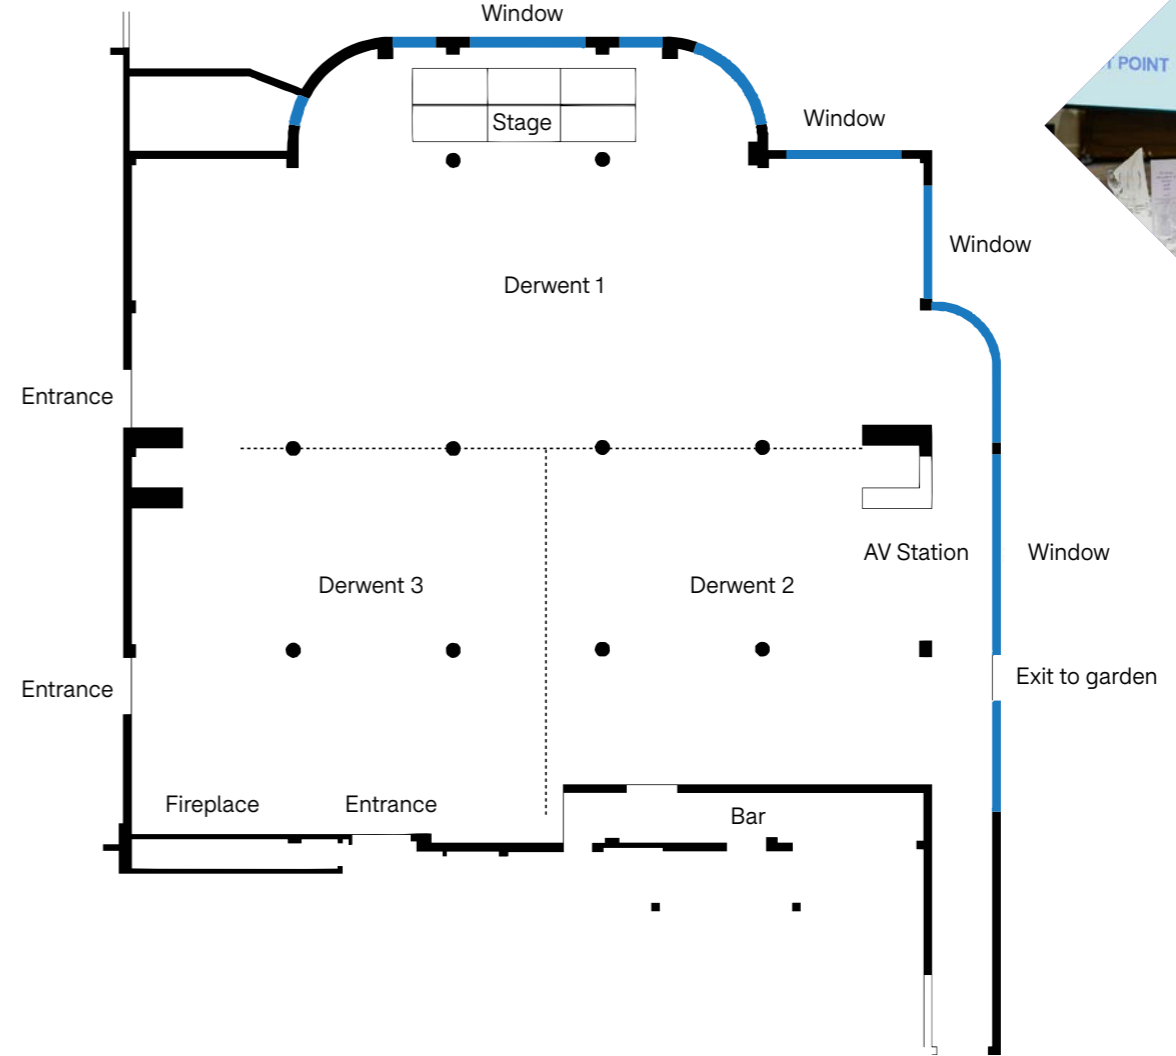 Window
POINT
Stage
Window
Window
Derwent 1
Entrance
AV Station
Window
Derwent 3
Derwent 2
Exit to garden
Entrance
Fireplace
Entrance
Bar